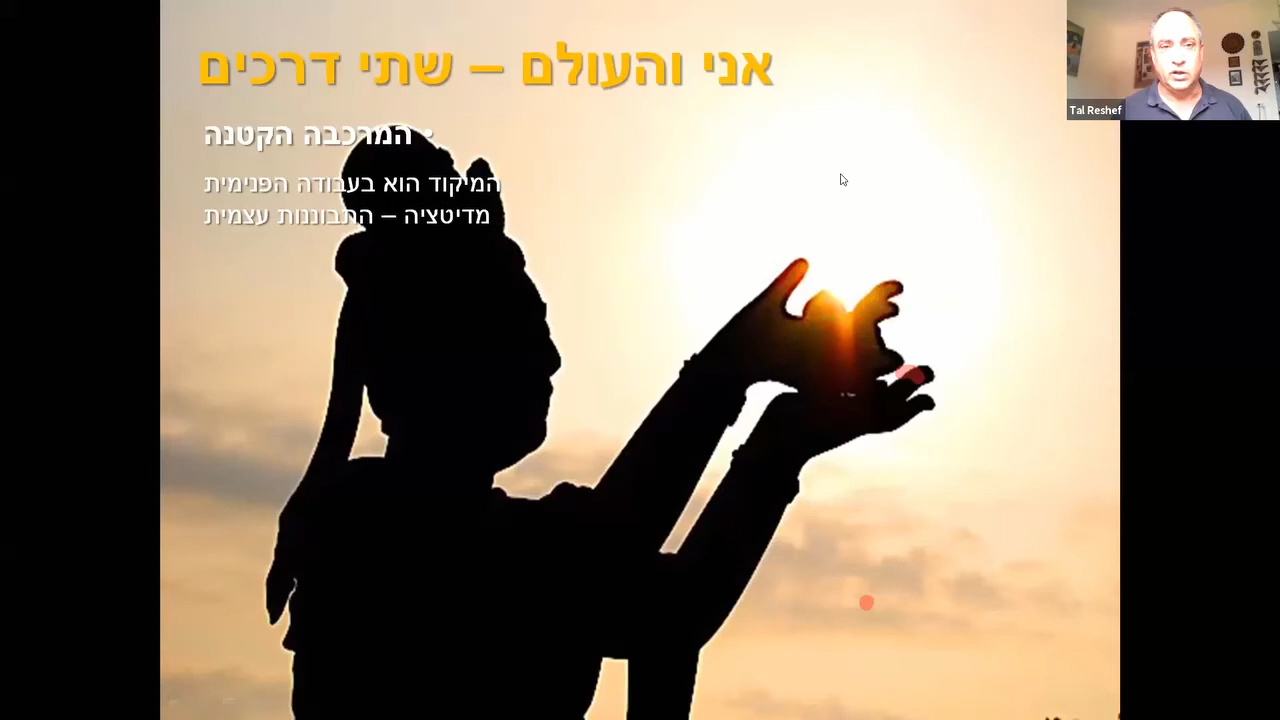 אני והעולם – שתי דרכים
• המרכבה הקטנה
המיקוד הוא בעבודה הפנימית
מדיטציה – התבוננות עצמית
Tal Reshef